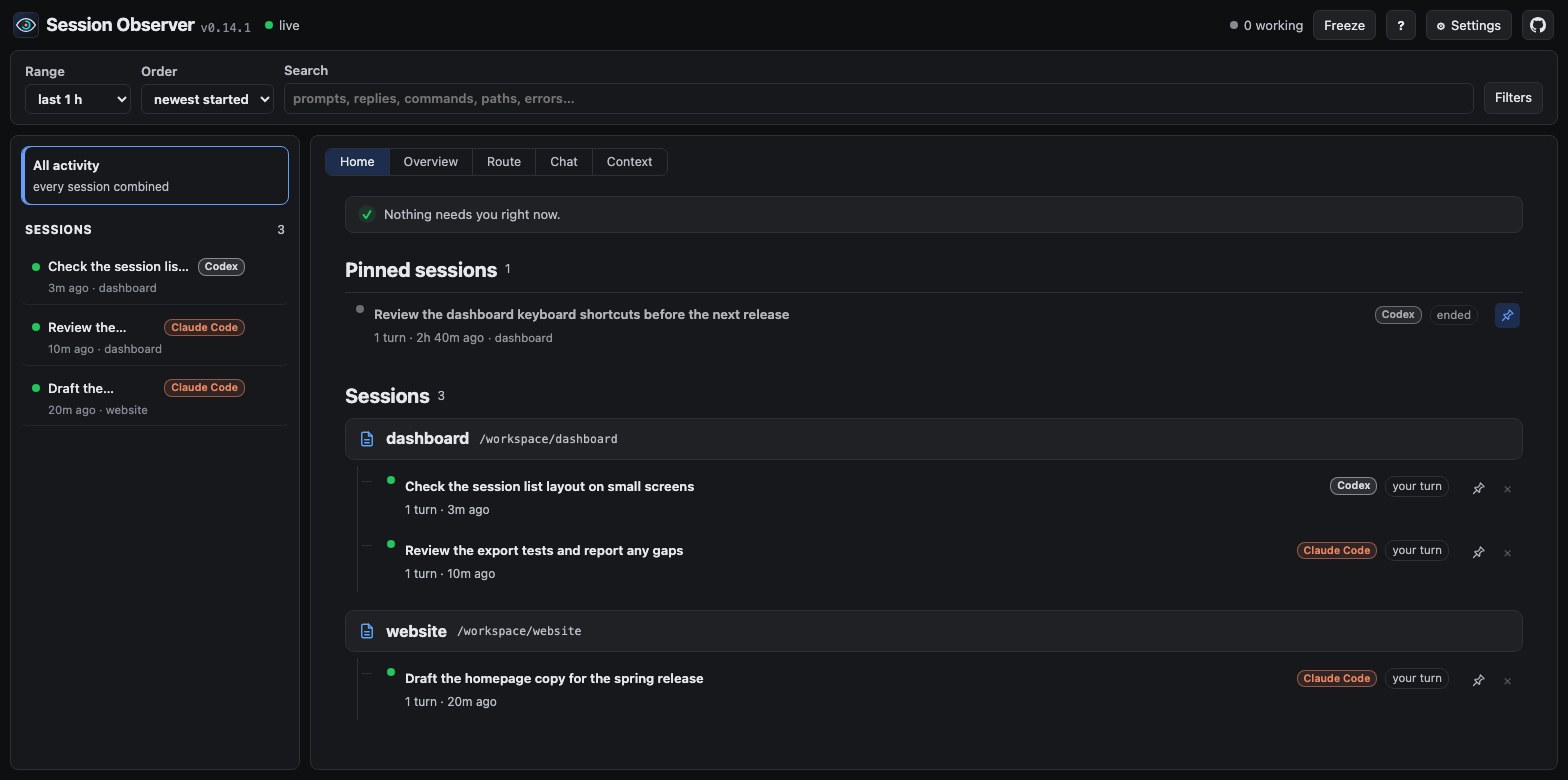 Session Observer v0.14.1 live
0 working Freeze ? Settings
Range Order Search
last 1 h newest started prompts, replies, commands, paths, errors... Filters
All activity
every session combined
SESSIONS 3
Check the session lis... Codex
3m ago · dashboard
Review the... Claude Code
10m ago · dashboard
Draft the... Claude Code
20m ago · website
Home Overview Route Chat Context
Nothing needs you right now.
Pinned sessions 1
Review the dashboard keyboard shortcuts before the next release Codex ended
1 turn · 2h 40m ago · dashboard
Sessions 3
dashboard /workspace/dashboard
Check the session list layout on small screens Codex your turn
1 turn · 3m ago
Review the export tests and report any gaps Claude Code your turn
1 turn · 10m ago
website /workspace/website
Draft the homepage copy for the spring release Claude Code your turn
1 turn · 20m ago